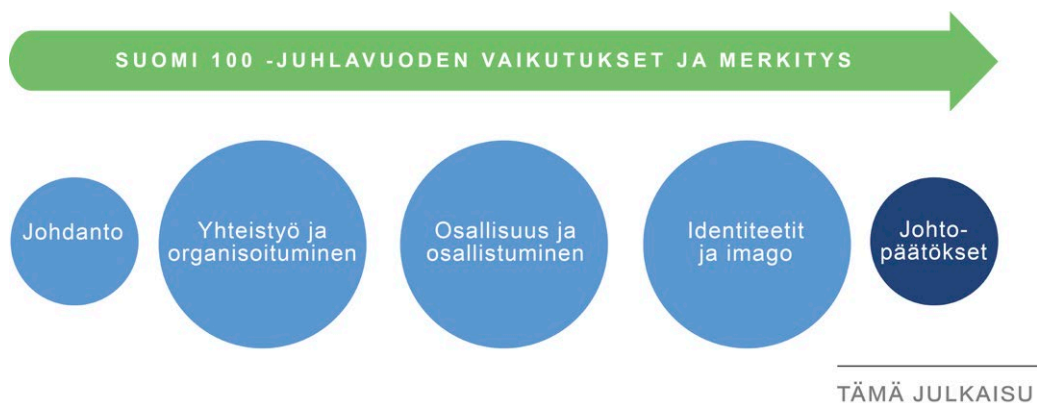 SUOMI 100 -JUHLAVUODEN VAIKUTUKSET JA MERKITYS
Johdanto
Yhteistyö ja
organisoituminen
Osallisuus ja
osallistuminen
Identiteetit
ja imago
Johto-
päätökset
TÄMÄ JULKAISU